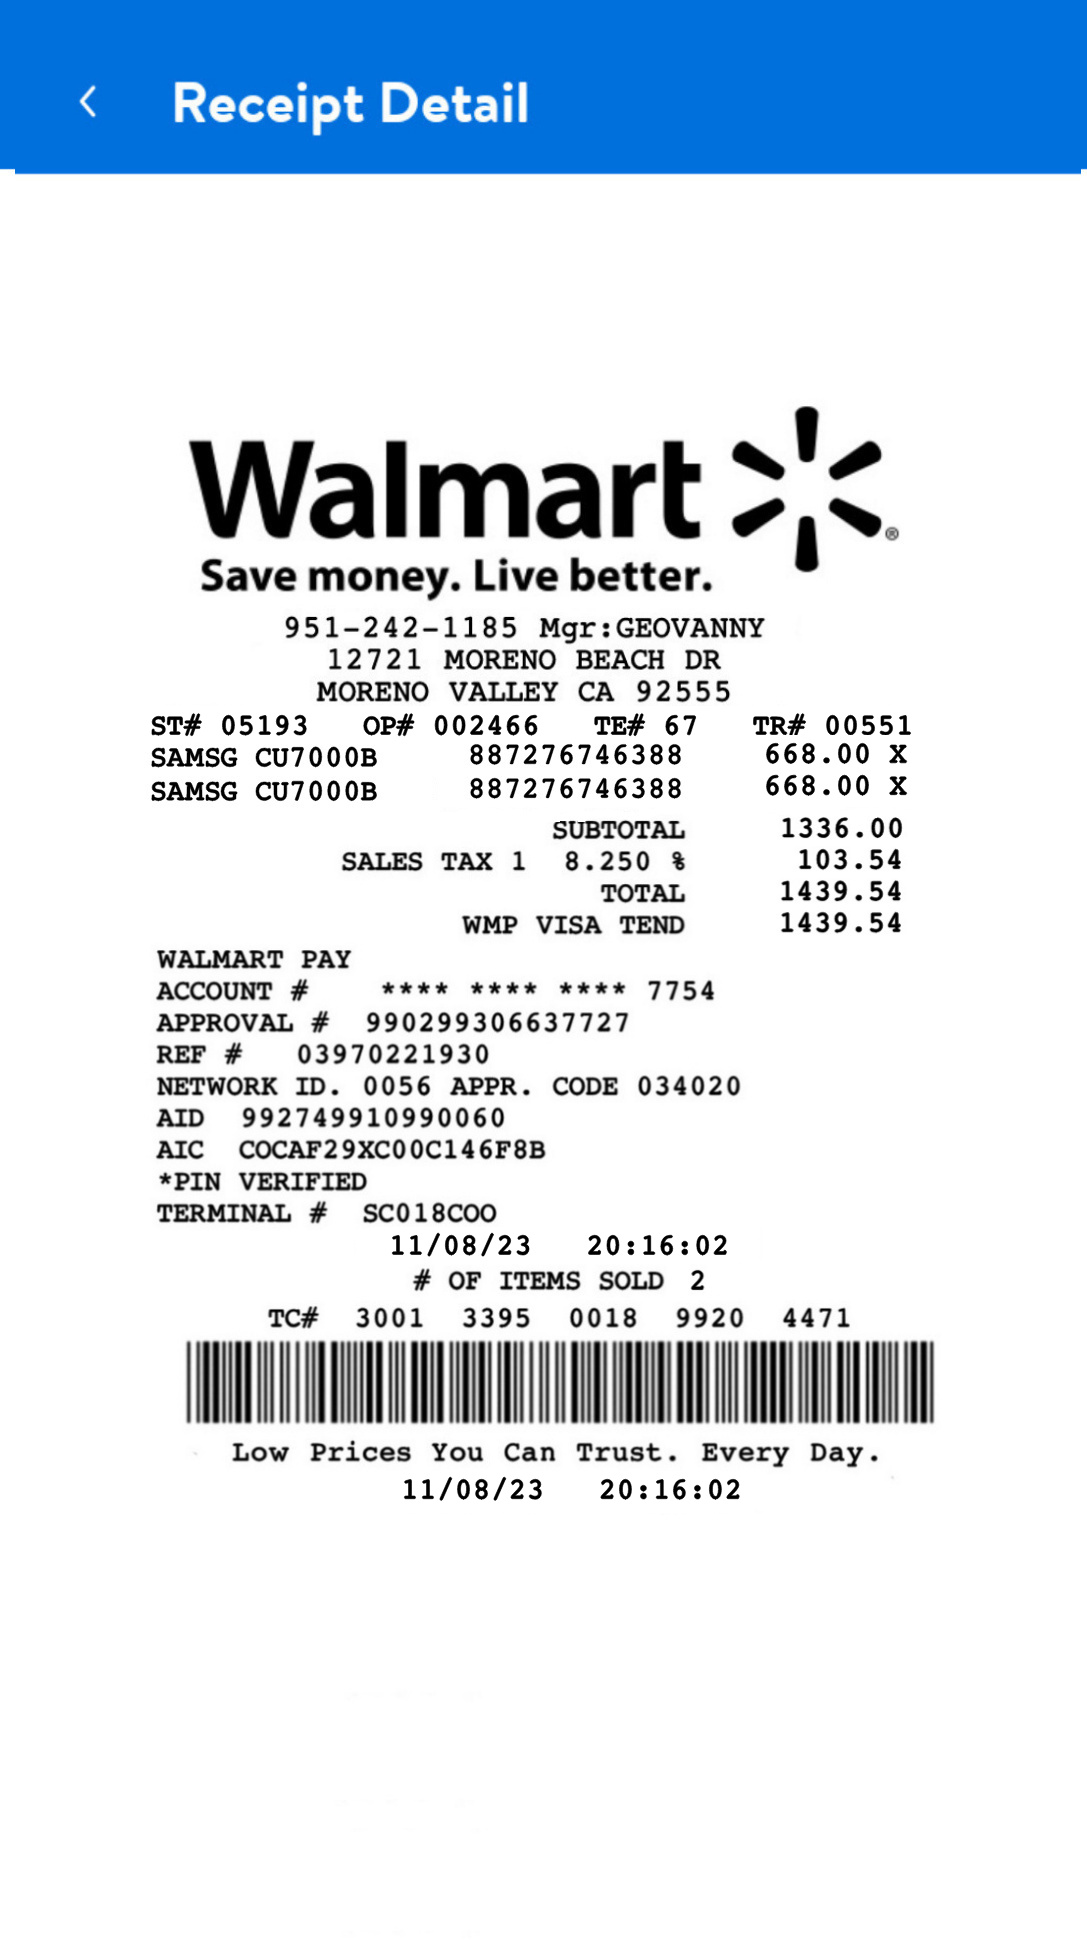 Receipt Detail
Walmart
Save money. Live better.
951-242-1185 Mgr:GEOVANNY
12721 MORENO BEACH DR
MORENO VALLEY CA 92555
ST# 05193 OP# 002466 TE# 67 TR# 00551
SAMSG CU7000B 887276746388 668.00 X
SAMSG CU7000B 887276746388 668.00 X
SUBTOTAL 1336.00
SALES TAX 1 8.250 % 103.54
TOTAL 1439.54
WMP VISA TEND 1439.54
WALMART PAY
ACCOUNT # **** **** **** 7754
APPROVAL # 990299306637727
REF # 03970221930
NETWORK ID. 0056 APPR. CODE 034020
AID 992749910990060
AIC COCAF29XC00C146F8B
*PIN VERIFIED
TERMINAL # SC018COO
11/08/23 20:16:02
# OF ITEMS SOLD 2
TC# 3001 3395 0018 9920 4471
Low Prices You Can Trust. Every Day.
11/08/23 20:16:02